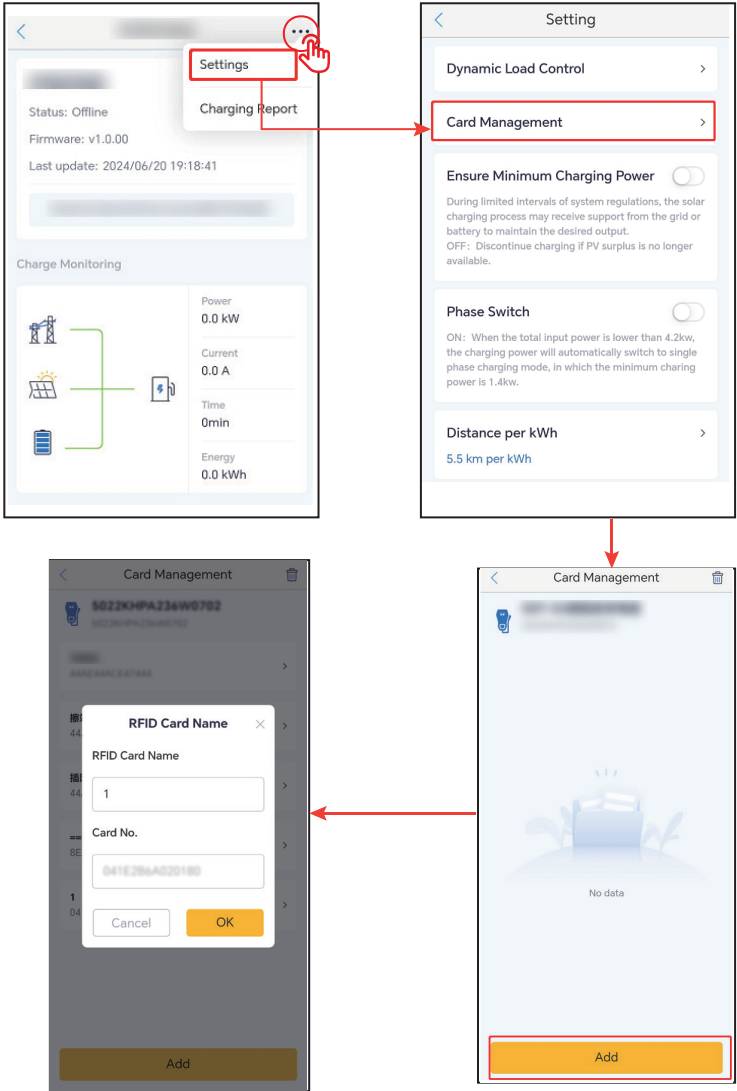 Settings
Charging Report
Status: Offline
Firmware: v1.0.00
Last update: 2024/06/20 19:18:41
Charge Monitoring
Power
0.0 kW
Current
0.0 A
Time
0min
Energy
0.0 kWh
Setting
Dynamic Load Control
Card Management
Ensure Minimum Charging Power
During limited intervals of system regulations, the solar
charging process may receive support from the grid or
battery to maintain the desired output.
OFF: Discontinue charging if PV surplus is no longer
available.
Phase Switch
ON: When the total input power is lower than 4.2kw,
the charging power will automatically switch to single
phase charging mode, in which the minimum charing
power is 1.4kw.
Distance per kWh
5.5 km per kWh
Card Management
5022KHPA236W0702
5022KHPA236W0702
44
44
==
8E
1
04
RFID Card Name
RFID Card Name
1
Card No.
041E2B6A020180
Cancel
OK
Add
Card Management
No data
Add